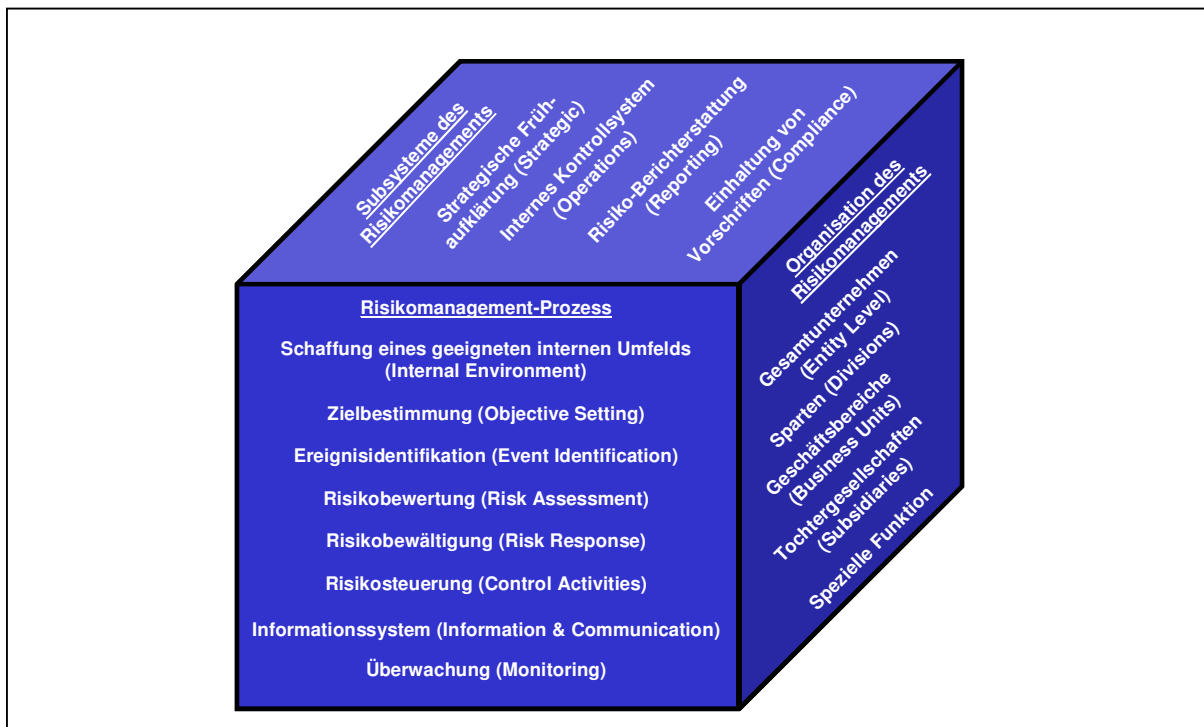 Subsysteme des
Risikomanagements
Strategische Früh-
aufklärung (Strategic)
Internes Kontrollsystem
(Operations)
Risiko-Berichterstattung
(Reporting)
Einhaltung von
Vorschriften (Compliance)
Organisation des
Risikomanagements
Gesamtunternehmen
(Entity Level)
Sparten (Divisions)
Geschäftsbereiche
(Business Units)
Tochtergesellschaften
(Subsidiaries)
Spezielle Funktion
Risikomanagement-Prozess
Schaffung eines geeigneten internen Umfelds
(Internal Environment)
Zielbestimmung (Objective Setting)
Ereignisidentifikation (Event Identification)
Risikobewertung (Risk Assessment)
Risikobewältigung (Risk Response)
Risikosteuerung (Control Activities)
Informationssystem (Information & Communication)
Überwachung (Monitoring)